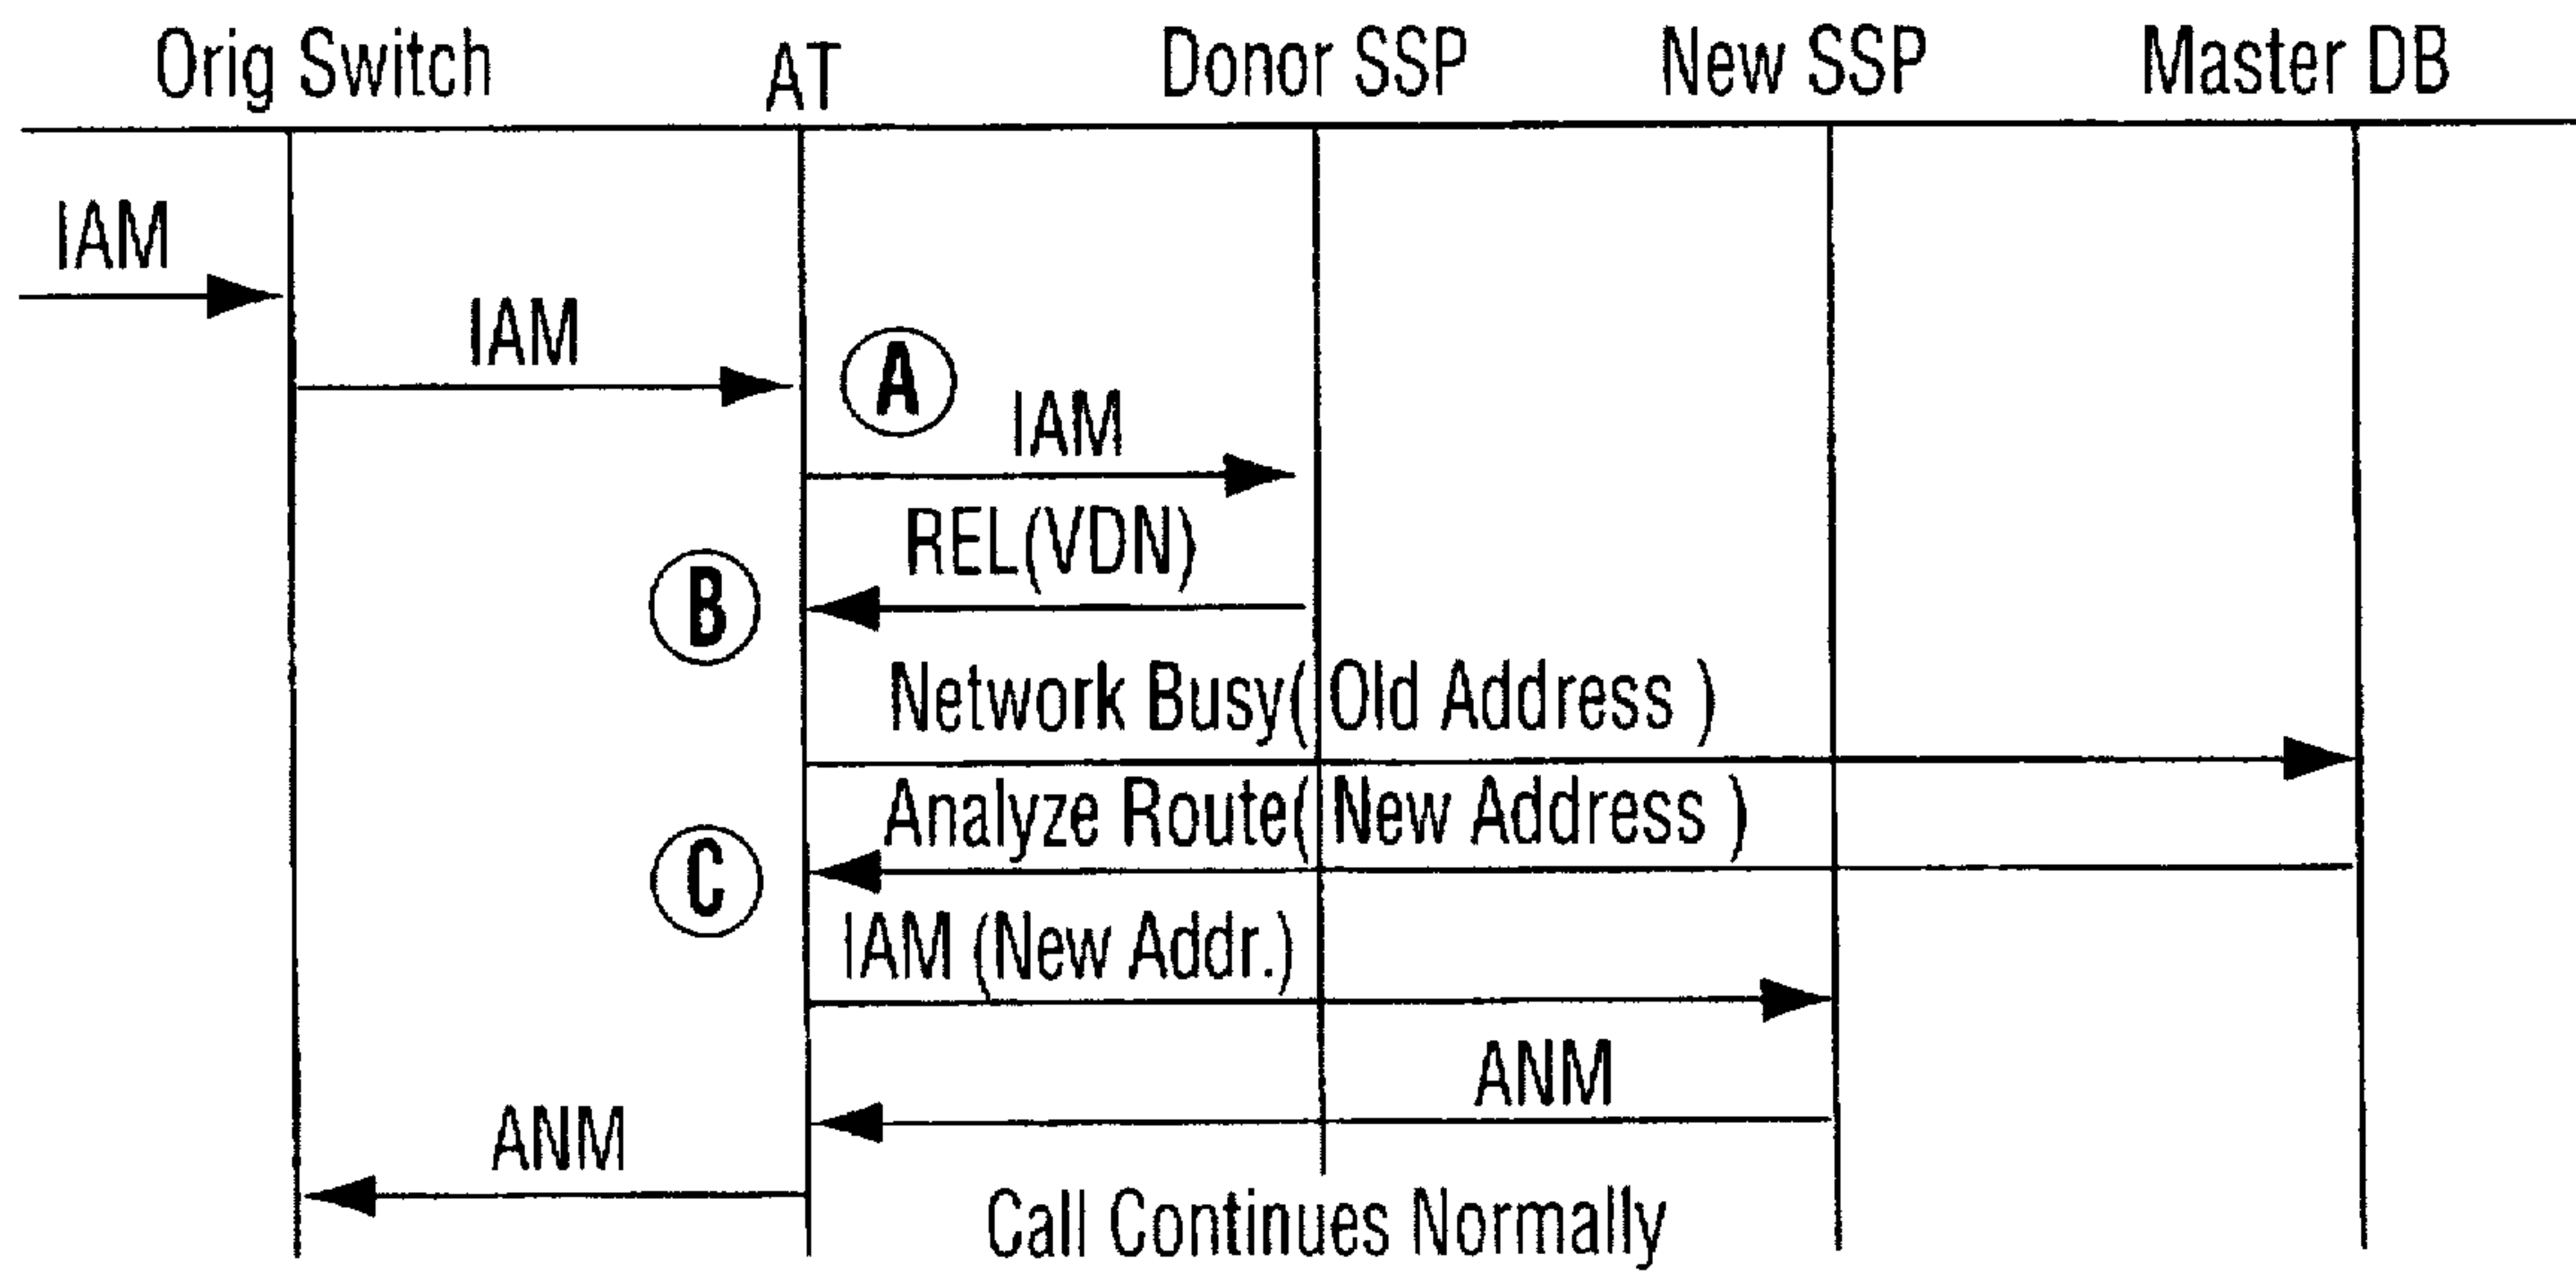 Orig Switch AT Donor SSP New SSP Master DB
IAM
IAM
A
IAM
REL(VDN)
B
Network Busy( Old Address )
Analyze Route( New Address )
C
IAM (New Addr.)
ANM
ANM
Call Continues Normally